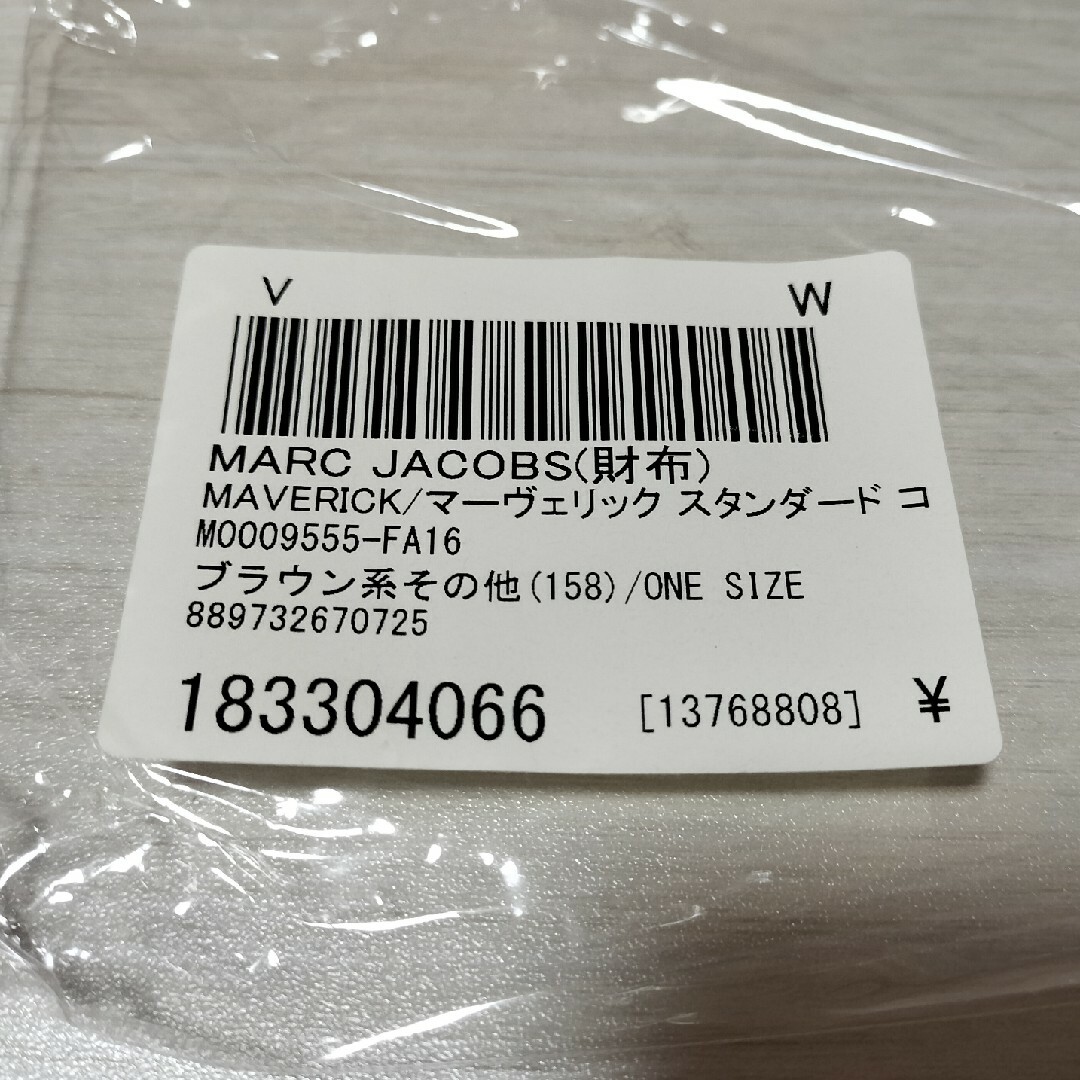 V W
MARC JACOBS(財布)
MAVERICK/マーヴェリック スタンダード コ
M0009555-FA16
ブラウン系その他(158)/ONE SIZE
889732670725
183304066 [13768808] ¥